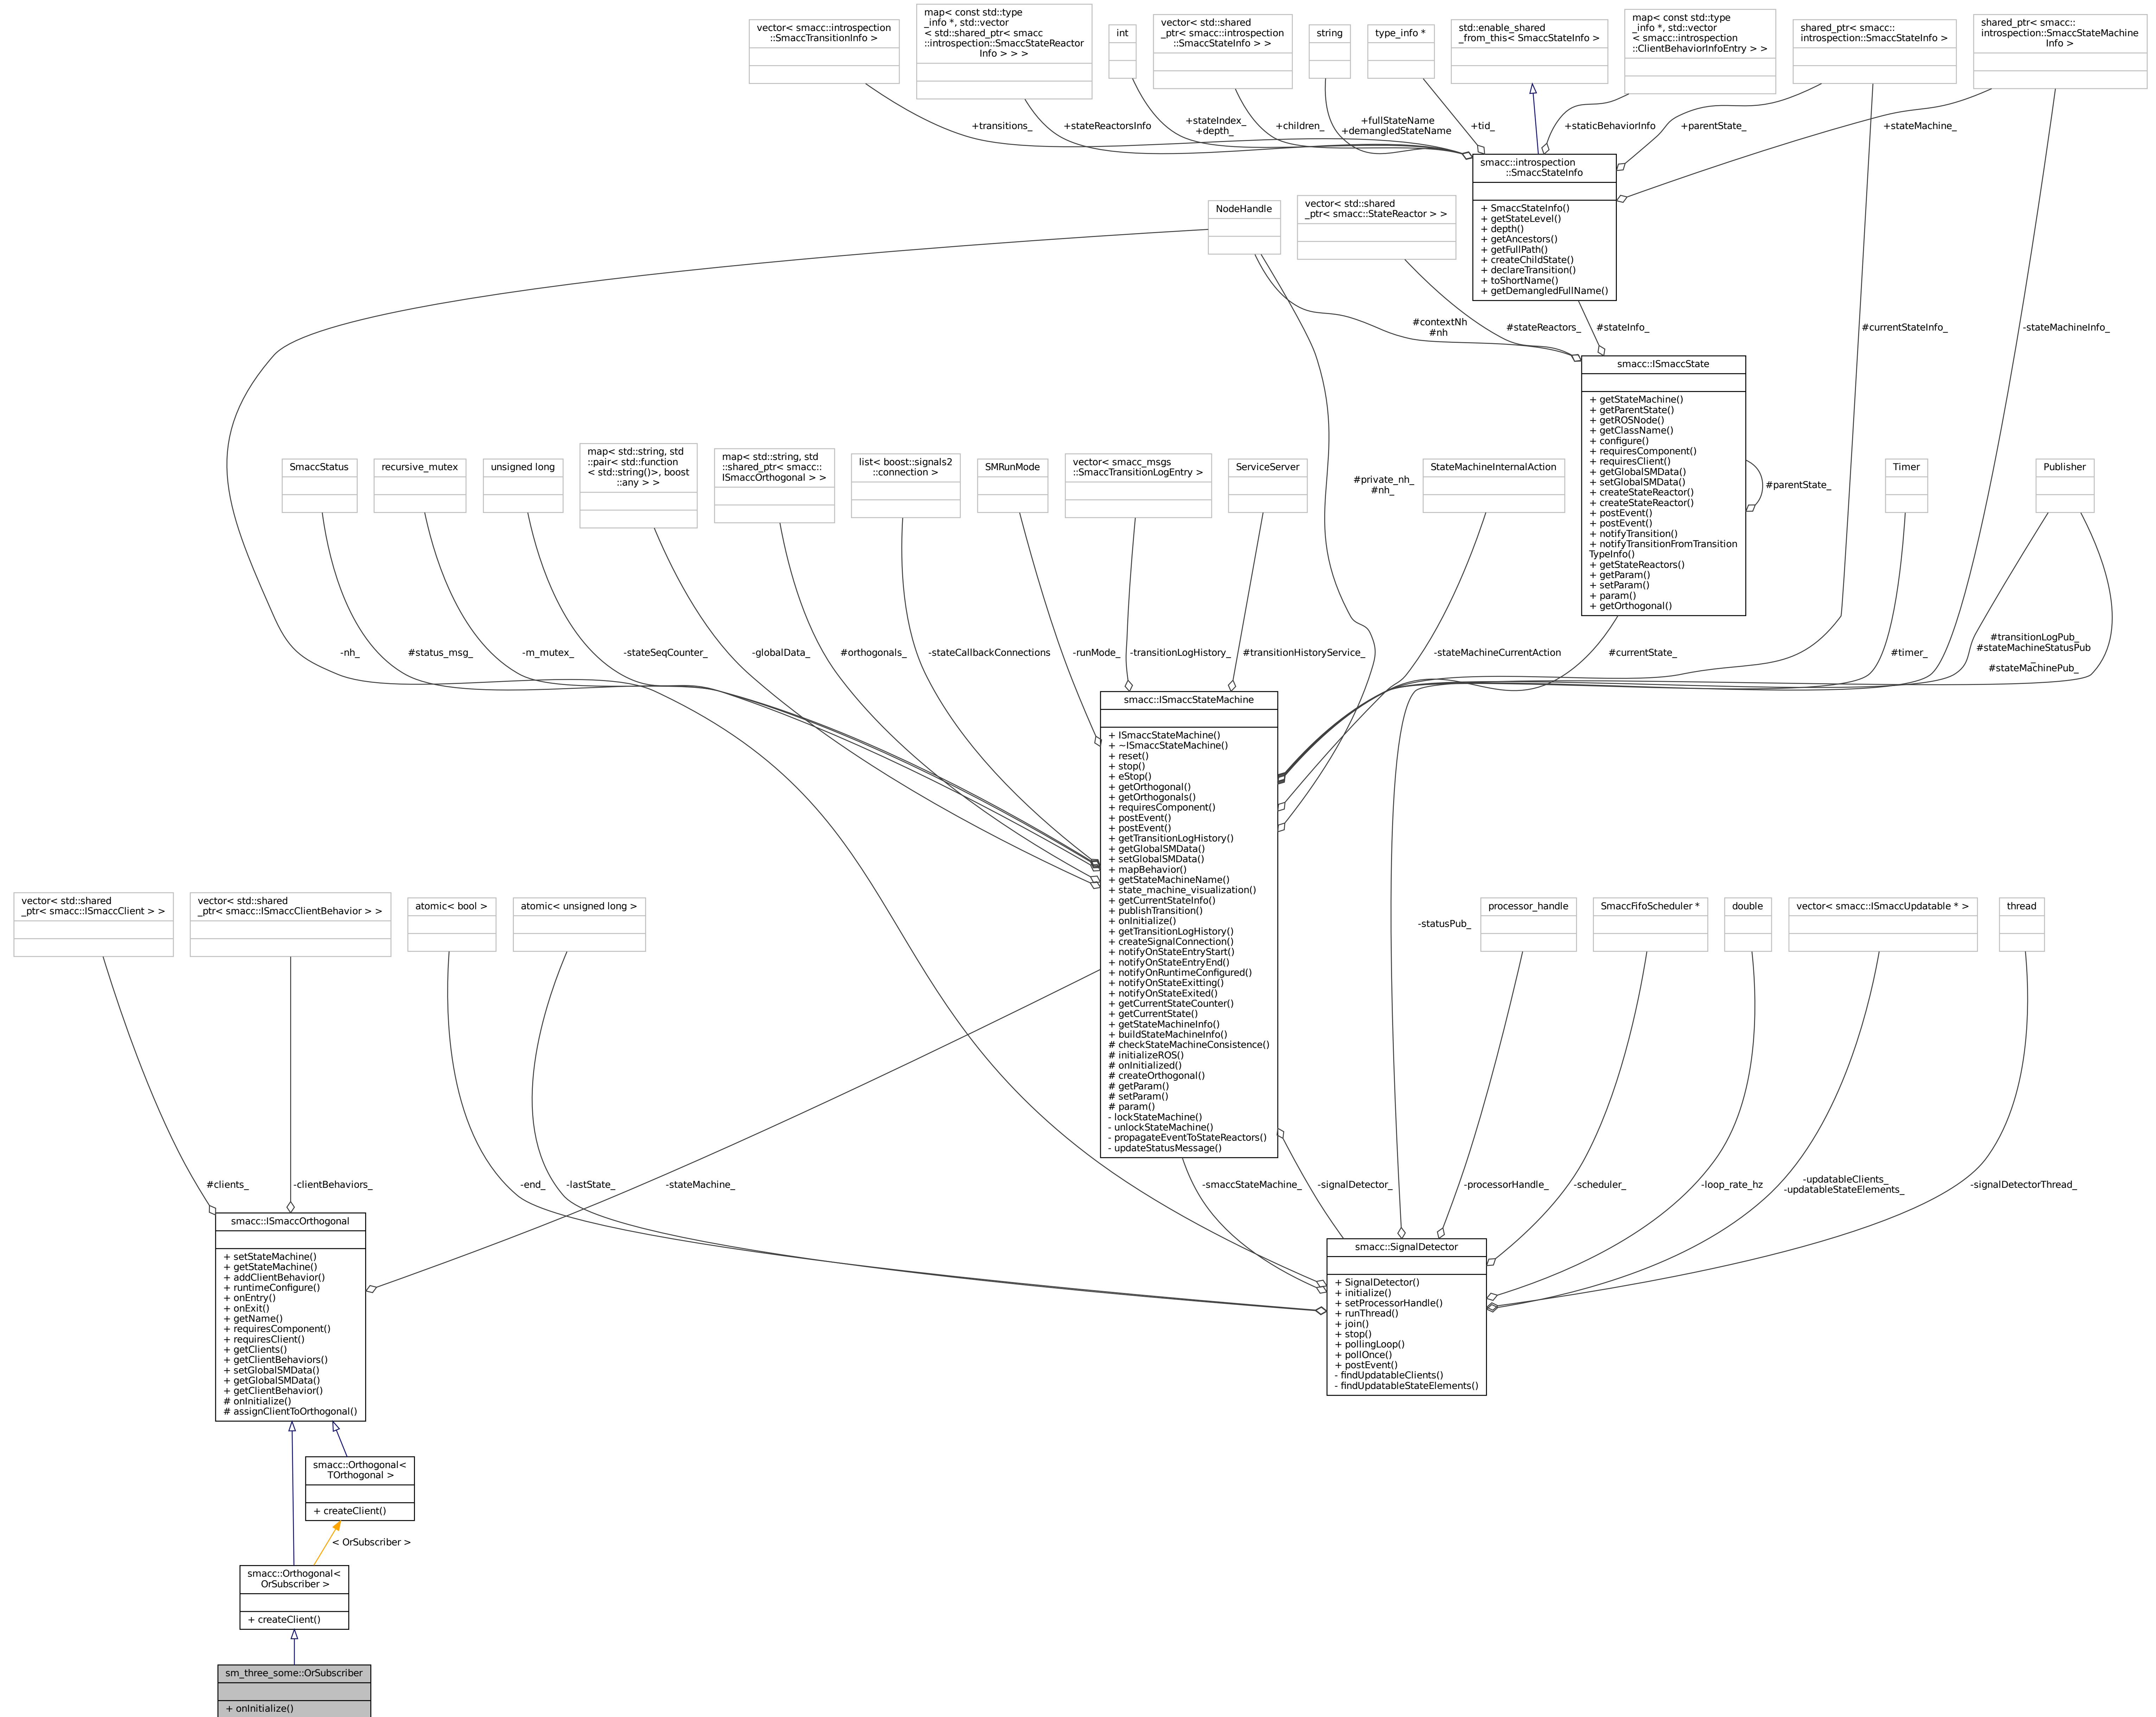 vector< smacc::introspection
::SmaccTransitionInfo >
map< const std::type
_info *, std::vector
< std::shared_ptr< smacc
::introspection::SmaccStateReactor
Info > > >
int
vector< std::shared
_ptr< smacc::introspection
::SmaccStateInfo > >
string
type_info *
std::enable_shared
_from_this< SmaccStateInfo >
map< const std::type
_info *, std::vector
< smacc::introspection
::ClientBehaviorInfoEntry > >
shared_ptr< smacc::
introspection::SmaccStateInfo >
shared_ptr< smacc::
introspection::SmaccStateMachine
Info >
+transitions_
+stateReactorsInfo
+stateIndex_
+depth_
+children_
+fullStateName
+demangledStateName
+tid_
+staticBehaviorInfo
+parentState_
+stateMachine_
smacc::introspection
::SmaccStateInfo
+ SmaccStateInfo()
+ getStateLevel()
+ depth()
+ getAncestors()
+ getFullPath()
+ createChildState()
+ declareTransition()
+ toShortName()
+ getDemangledFullName()
NodeHandle
vector< std::shared
_ptr< smacc::StateReactor > >
#contextNh
#nh
#stateReactors_
#stateInfo_
#currentStateInfo_
-stateMachineInfo_
smacc::ISmaccState
+ getStateMachine()
+ getParentState()
+ getROSNode()
+ getClassName()
+ configure()
+ requiresComponent()
+ requiresClient()
+ getGlobalSMData()
+ setGlobalSMData()
+ createStateReactor()
+ createStateReactor()
+ postEvent()
+ postEvent()
+ notifyTransition()
+ notifyTransitionFromTransition
TypeInfo()
+ getStateReactors()
+ getParam()
+ setParam()
+ param()
+ getOrthogonal()
#parentState_
SmaccStatus
recursive_mutex
unsigned long
map< std::string, std
::pair< std::function
< std::string()>, boost
::any > >
map< std::string, std
::shared_ptr< smacc::
ISmaccOrthogonal > >
list< boost::signals2
::connection >
SMRunMode
vector< smacc_msgs
::SmaccTransitionLogEntry >
ServiceServer
#private_nh_
#nh_
StateMachineInternalAction
Timer
Publisher
-nh_
#status_msg_
-m_mutex_
-stateSeqCounter_
-globalData_
#orthogonals_
-stateCallbackConnections
-runMode_
-transitionLogHistory_
#transitionHistoryService_
-stateMachineCurrentAction
#currentState_
#timer_
#transitionLogPub_
#stateMachineStatusPub
_
#stateMachinePub_
smacc::ISmaccStateMachine
+ ISmaccStateMachine()
+ ~ISmaccStateMachine()
+ reset()
+ stop()
+ eStop()
+ getOrthogonal()
+ getOrthogonals()
+ requiresComponent()
+ postEvent()
+ postEvent()
+ getTransitionLogHistory()
+ getGlobalSMData()
+ setGlobalSMData()
+ mapBehavior()
+ getStateMachineName()
+ state_machine_visualization()
+ getCurrentStateInfo()
+ publishTransition()
+ onInitialize()
+ getTransitionLogHistory()
+ createSignalConnection()
+ notifyOnStateEntryStart()
+ notifyOnStateEntryEnd()
+ notifyOnRuntimeConfigured()
+ notifyOnStateExitting()
+ notifyOnStateExited()
+ getCurrentStateCounter()
+ getCurrentState()
+ getStateMachineInfo()
+ buildStateMachineInfo()
# checkStateMachineConsistence()
# initializeROS()
# onInitialized()
# createOrthogonal()
# getParam()
# setParam()
# param()
- lockStateMachine()
- unlockStateMachine()
- propagateEventToStateReactors()
- updateStatusMessage()
vector< std::shared
_ptr< smacc::ISmaccClient > >
vector< std::shared
_ptr< smacc::ISmaccClientBehavior > >
atomic< bool >
atomic< unsigned long >
-statusPub_
processor_handle
SmaccFifoScheduler *
double
vector< smacc::ISmaccUpdatable * >
thread
#clients_
-clientBehaviors_
-end_
-lastState_
-stateMachine_
-smaccStateMachine_
-signalDetector_
-processorHandle_
-scheduler_
-loop_rate_hz
-updatableClients_
-updatableStateElements_
-signalDetectorThread_
smacc::ISmaccOrthogonal
+ setStateMachine()
+ getStateMachine()
+ addClientBehavior()
+ runtimeConfigure()
+ onEntry()
+ onExit()
+ getName()
+ requiresComponent()
+ requiresClient()
+ getClients()
+ getClientBehaviors()
+ setGlobalSMData()
+ getGlobalSMData()
+ getClientBehavior()
# onInitialize()
# assignClientToOrthogonal()
smacc::SignalDetector
+ SignalDetector()
+ initialize()
+ setProcessorHandle()
+ runThread()
+ join()
+ stop()
+ pollingLoop()
+ pollOnce()
+ postEvent()
- findUpdatableClients()
- findUpdatableStateElements()
smacc::Orthogonal<
TOrthogonal >
+ createClient()
< OrSubscriber >
smacc::Orthogonal<
OrSubscriber >
+ createClient()
sm_three_some::OrSubscriber
+ onInitialize()